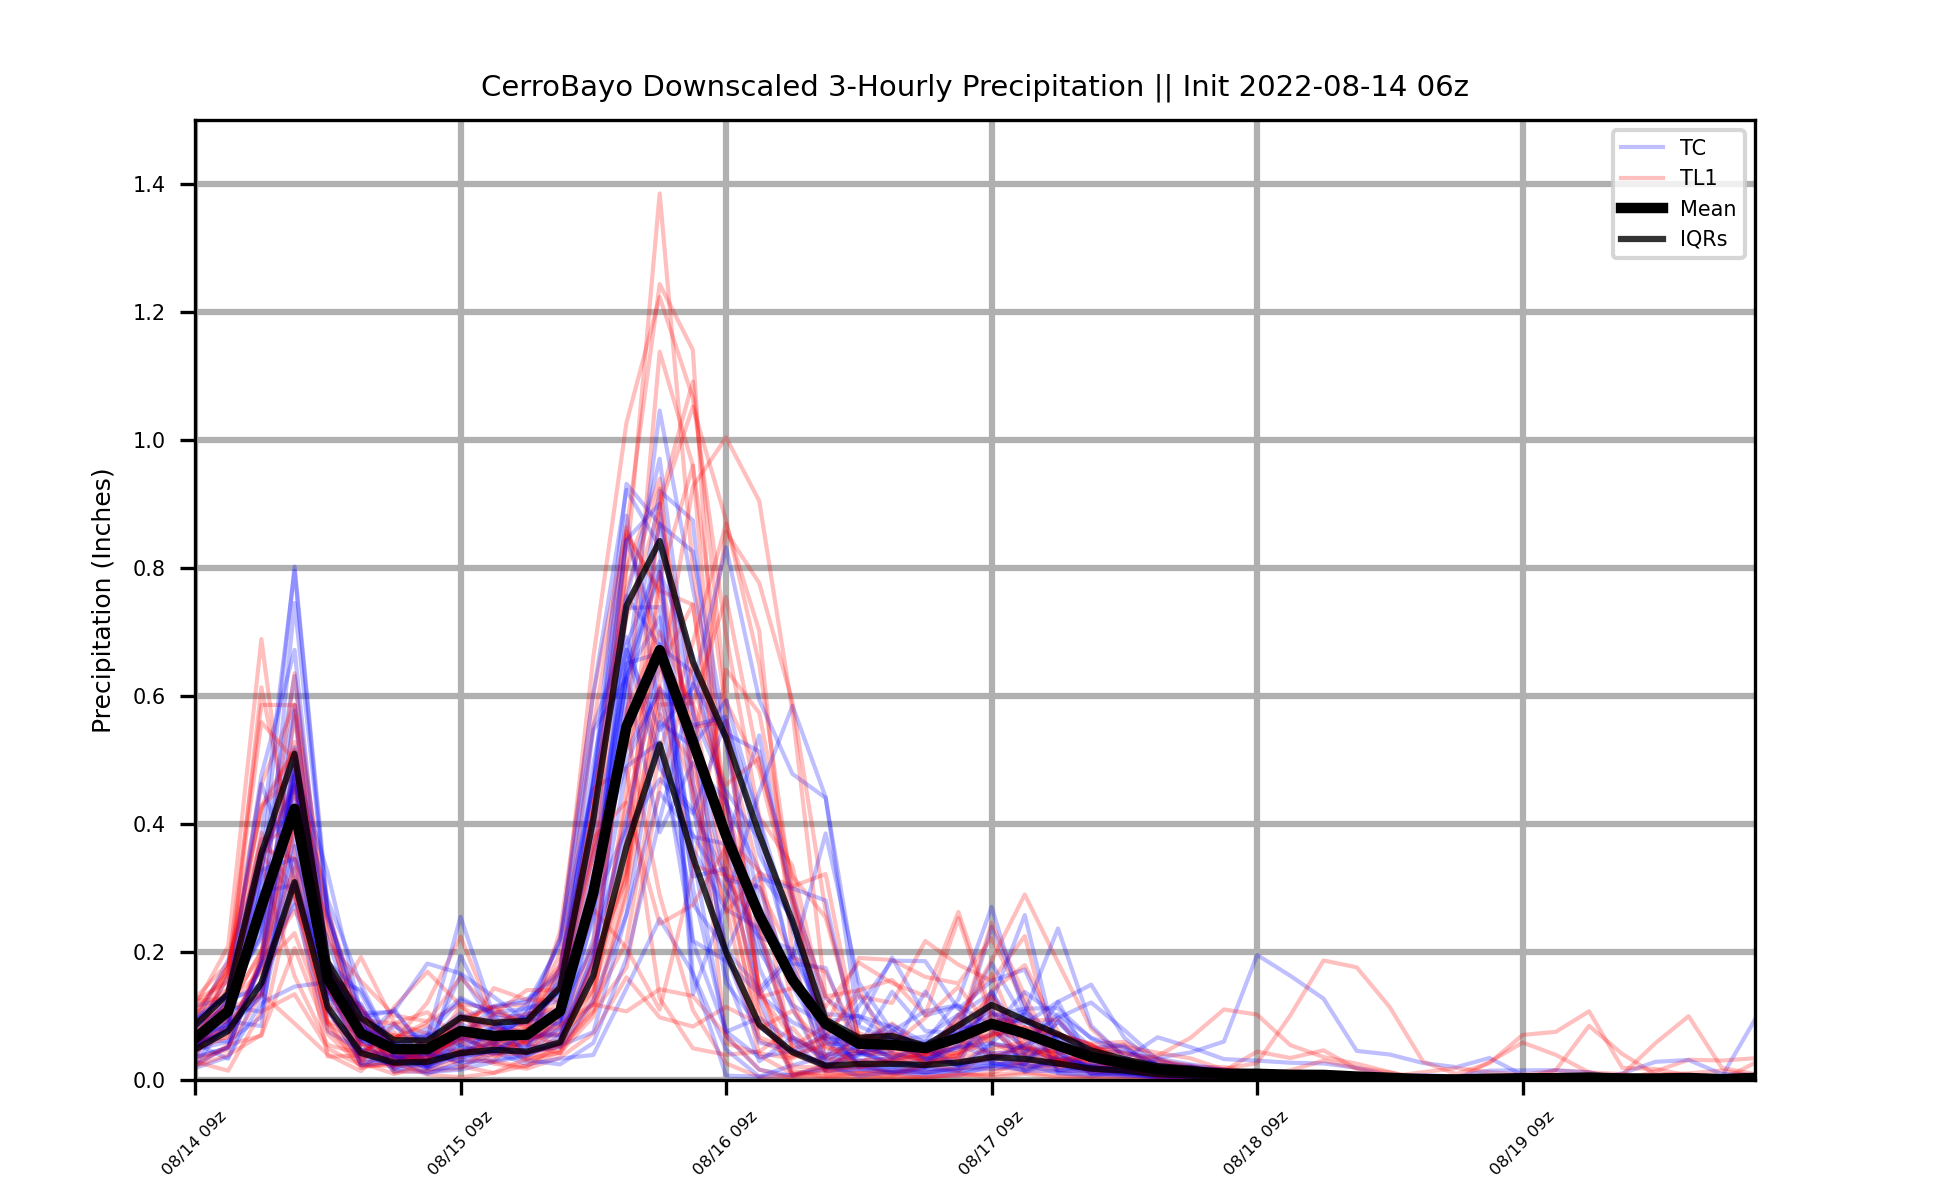 CerroBayo Downscaled 3-Hourly Precipitation || Init 2022-08-14 06z
TC
TL1
Mean
IQRs
Precipitation (Inches)
1.4
1.2
1.0
0.8
0.6
0.4
0.2
0.0
08/14 09z
08/15 09z
08/16 09z
08/17 09z
08/18 09z
08/19 09z